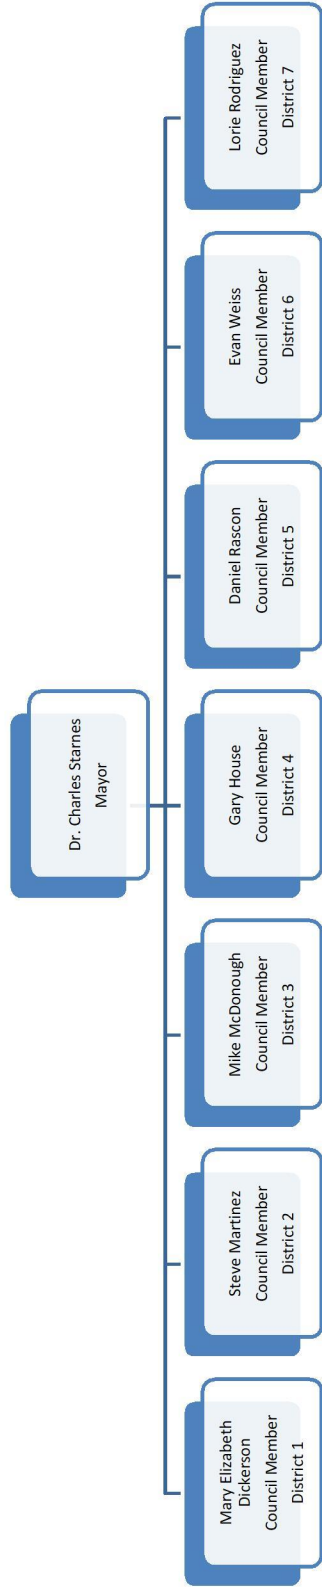 Dr. Charles Starnes
Mayor
Mary Elizabeth
Dickerson
Council Member
District 1
Steve Martinez
Council Member
District 2
Mike McDonough
Council Member
District 3
Gary House
Council Member
District 4
Daniel Rascon
Council Member
District 5
Evan Weiss
Council Member
District 6
Lorie Rodriguez
Council Member
District 7